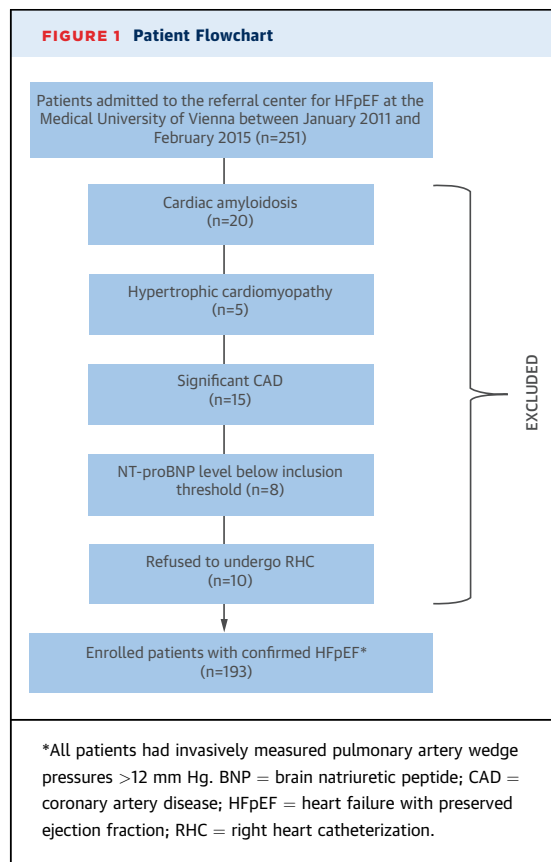 FIGURE 1 Patient Flowchart
Patients admitted to the referral center for HFpEF at the
Medical University of Vienna between January 2011 and
February 2015 (n=251)
Cardiac amyloidosis
(n=20)
Hypertrophic cardiomyopathy
(n=5)
Significant CAD
(n=15)
NT-proBNP level below inclusion
threshold (n=8)
Refused to undergo RHC
(n=10)
EXCLUDED
Enrolled patients with confirmed HFpEF*
(n=193)
*All patients had invasively measured pulmonary artery wedge
pressures >12 mm Hg. BNP = brain natriuretic peptide; CAD =
coronary artery disease; HFpEF = heart failure with preserved
ejection fraction; RHC = right heart catheterization.